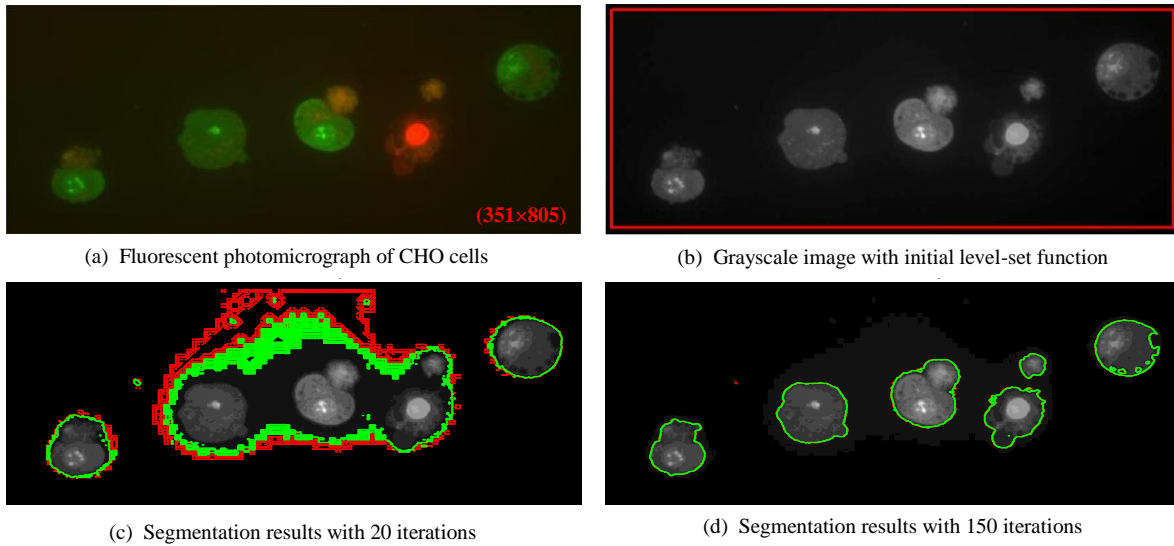 (351×805)
(a) Fluorescent photomicrograph of CHO cells
(b) Grayscale image with initial level-set function
(c) Segmentation results with 20 iterations
(d) Segmentation results with 150 iterations